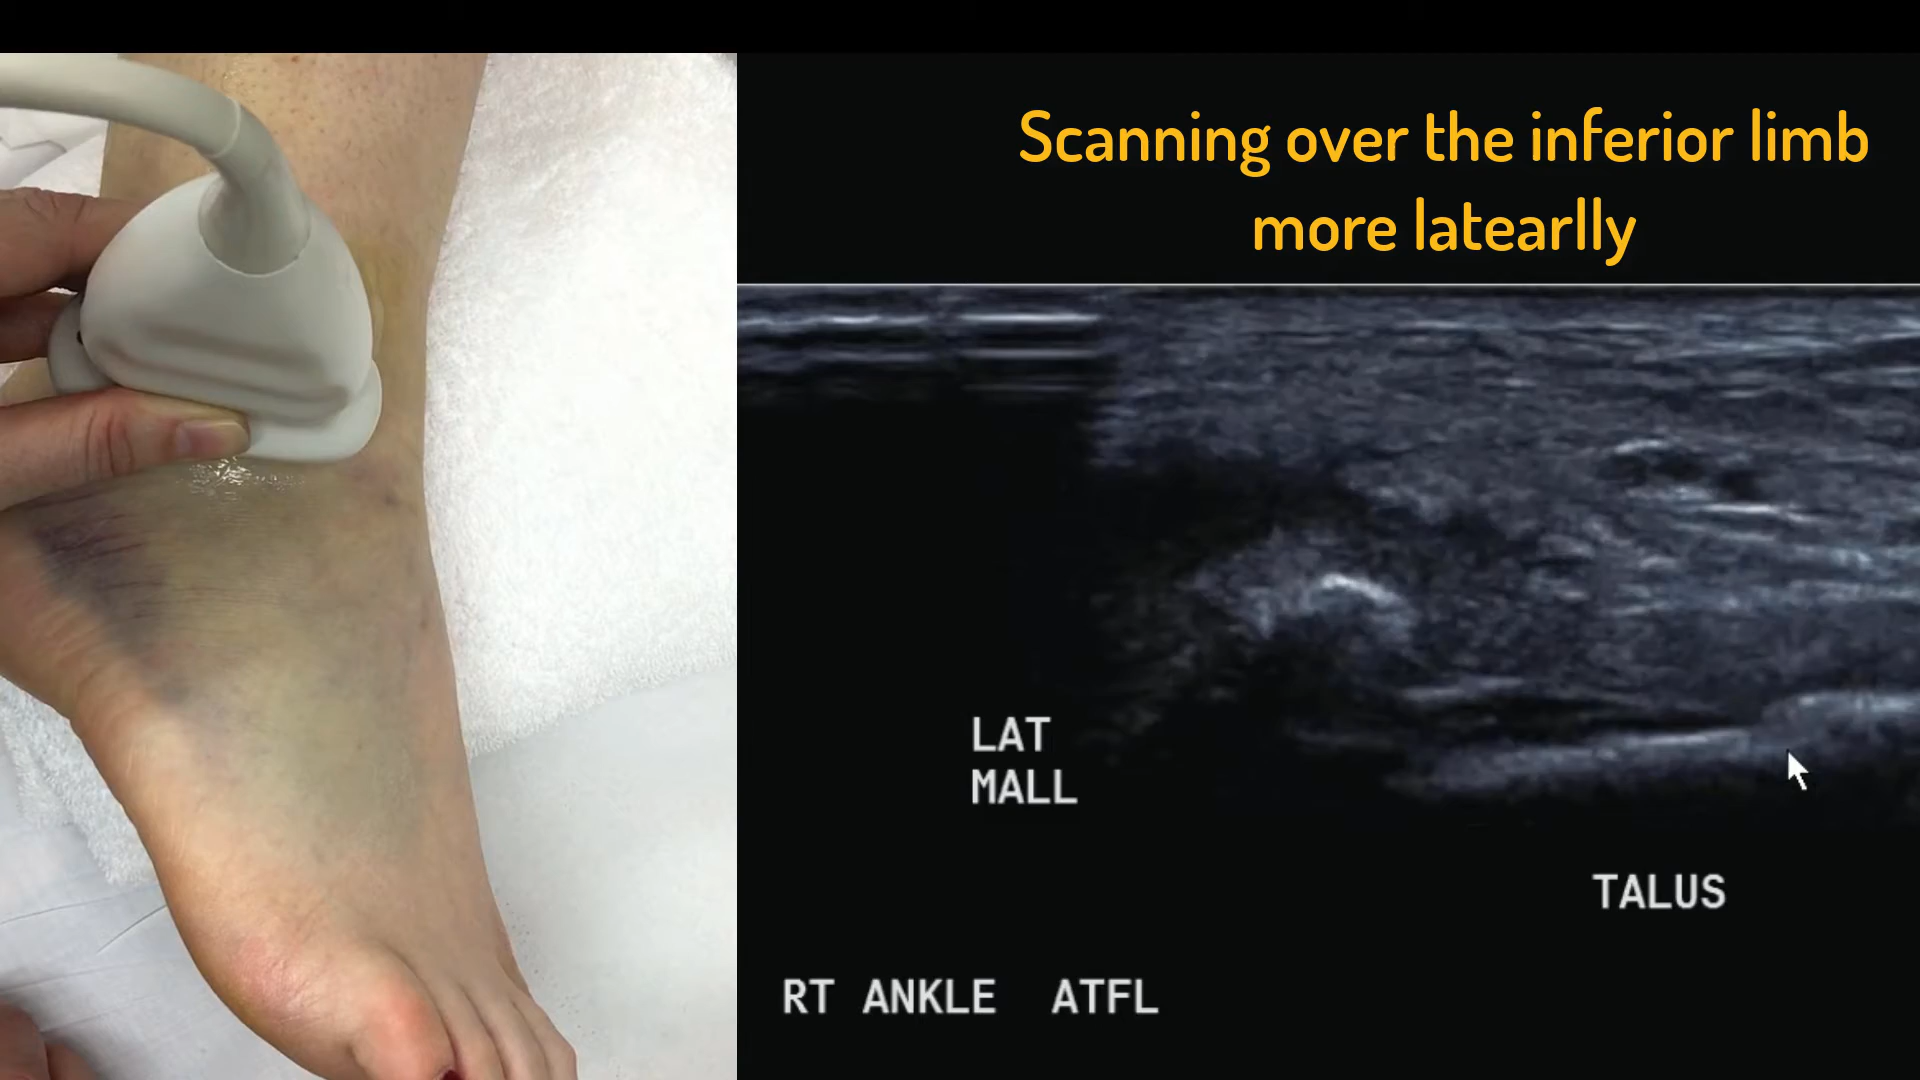 Scanning over the inferior limb
more latearlly
LAT
MALL
TALUS
RT ANKLE ATFL